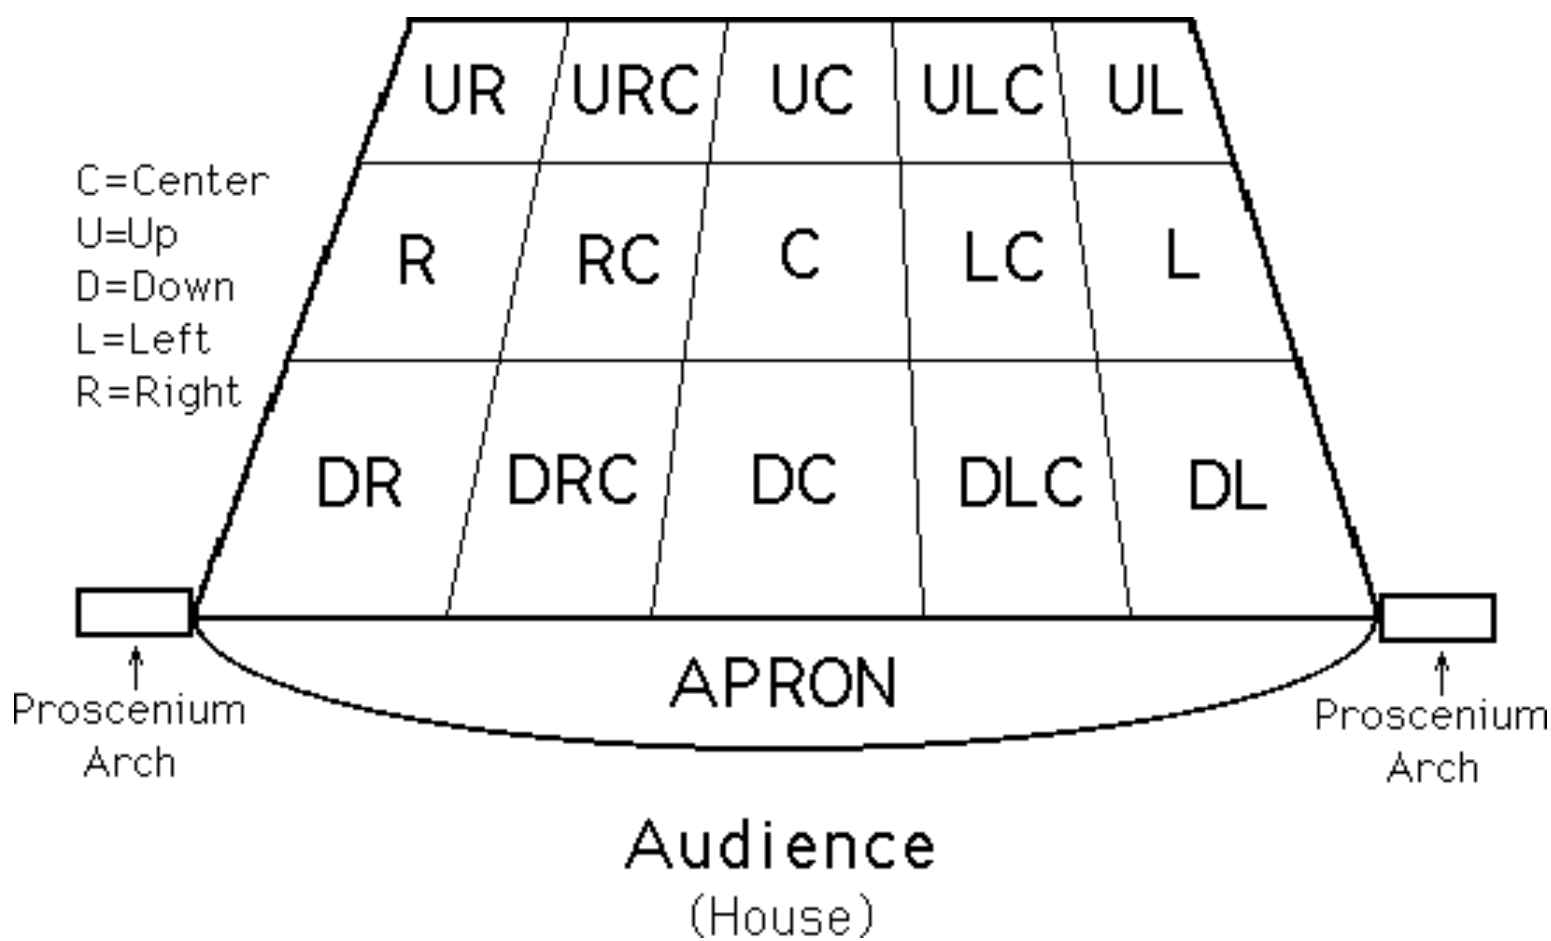 UR URC UC ULC UL
C=Center
U=Up
D=Down
L=Left
R=Right
R RC C LC L
DR DRC DC DLC DL
APRON
Proscenium
Arch
Proscenium
Arch
Audience
(House)